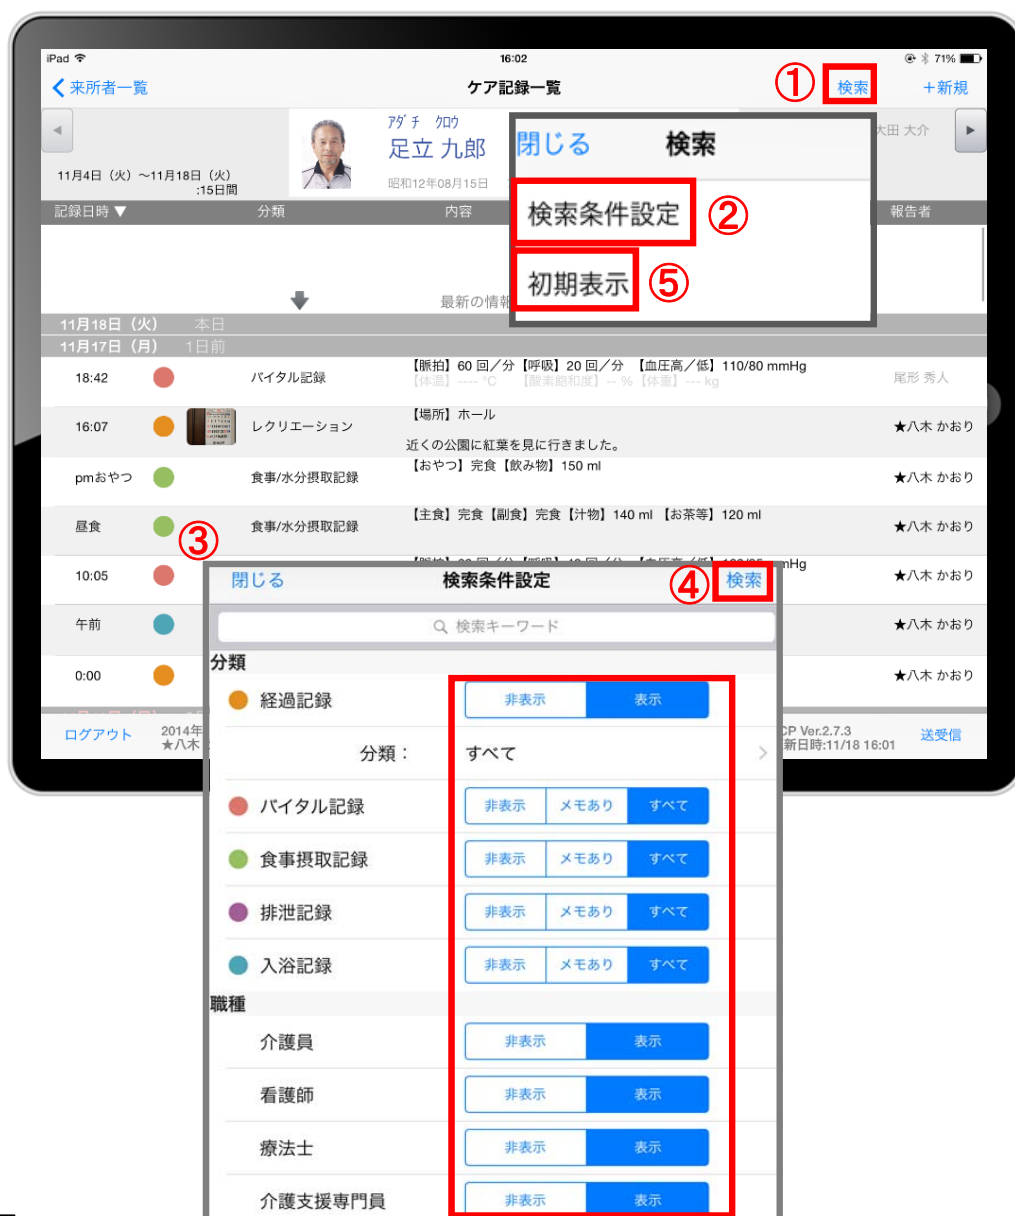 iPad 16:02 71%
来所者一覧 ケア記録一覧 ① 検索 +新規
アダチ クロウ
足立 九郎
昭和12年08月15日
大田 大介
11月4日（火）～11月18日（火）
:15日間
閉じる 検索
検索条件設定 ②
初期表示 ⑤
記録日時▼ 分類 内容 報告者
最新の情報
11月18日（火） 本日
11月17日（月） 1日前
18:42 バイタル記録 【脈拍】60 回／分【呼吸】20 回／分 【血圧高／低】110/80 mmHg 尾形 秀人
【体温】---- ℃ 【酸素飽和度】-- % 【体重】--- kg
16:07 レクリエーション 【場所】ホール ★八木 かおり
近くの公園に紅葉を見に行きました。
pmおやつ 食事/水分摂取記録 【おやつ】完食【飲み物】150 ml ★八木 かおり
昼食 食事/水分摂取記録 【主食】完食【副食】完食【汁物】140 ml 【お茶等】120 ml ★八木 かおり
③
10:05 mHg ★八木 かおり
午前 ★八木 かおり
0:00 ★八木 かおり
ログアウト 2014年
★八木
CP Ver.2.7.3
新日時:11/18 16:01
送受信
閉じる 検索条件設定 ④ 検索
検索キーワード
分類
経過記録 非表示 表示
分類： すべて
バイタル記録 非表示 メモあり すべて
食事摂取記録 非表示 メモあり すべて
排泄記録 非表示 メモあり すべて
入浴記録 非表示 メモあり すべて
職種
介護員 非表示 表示
看護師 非表示 表示
療法士 非表示 表示
介護支援専門員 非表示 表示